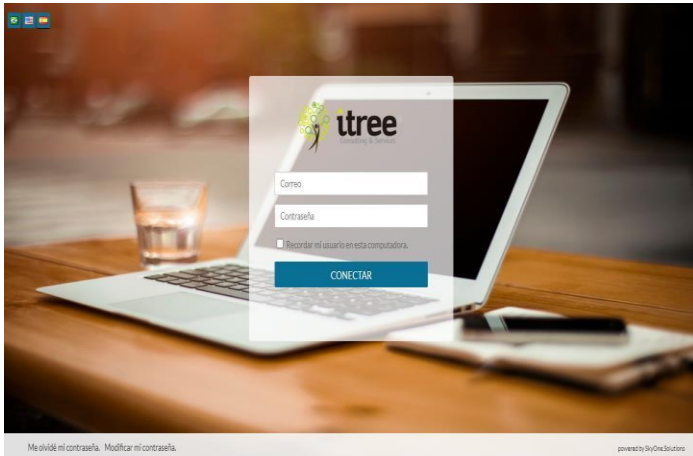 itree
Consulting & Services
Correo
Contraseña
Recordar mi usuario en esta computadora.
CONECTAR
Me olvidé mi contraseña. Modificar mi contraseña.
powered by SkyOne.Solutions